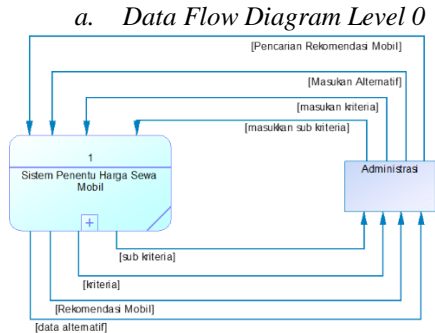 a. Data Flow Diagram Level 0
[Pencarian Rekomendasi Mobil]
[Masukan Alternatif]
[masukan kriteria]
[masukkan sub kriteria]
1
Sistem Penentu Harga Sewa
Mobil
Administrasi
[sub kriteria]
[kriteria]
[Rekomendasi Mobil]
[data alternatif]